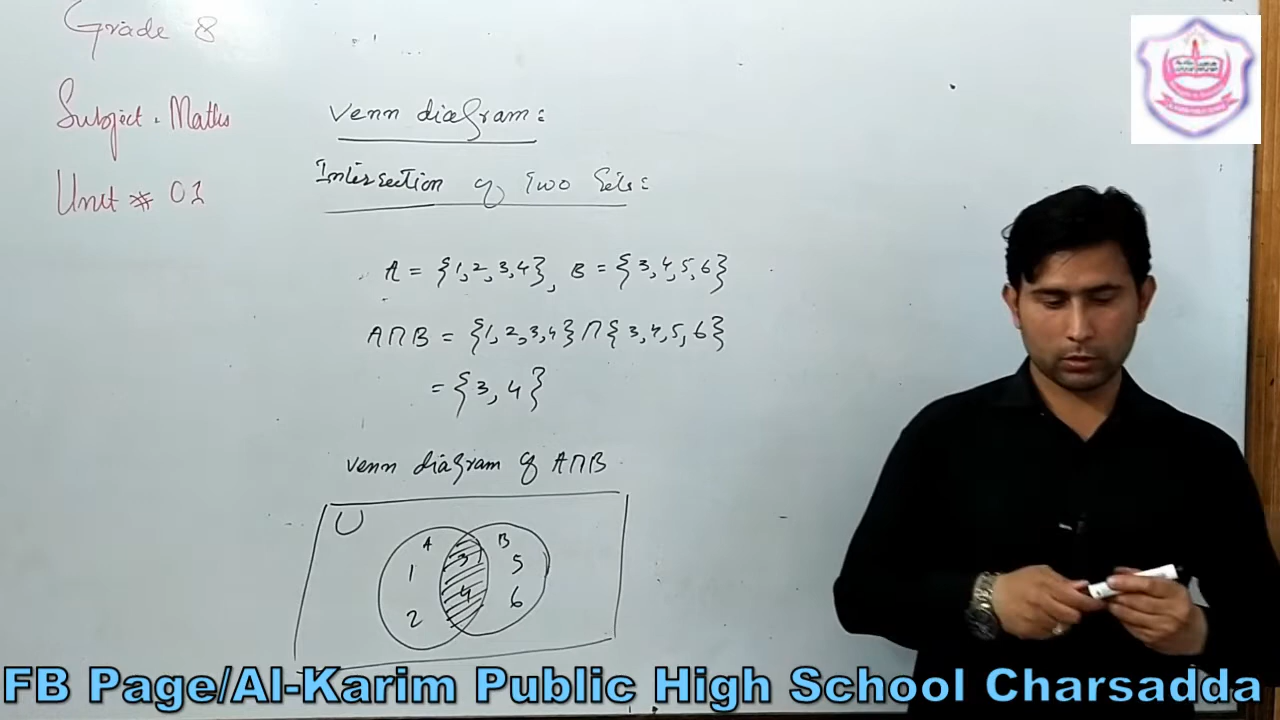 Grade 8
Subject : Maths
Unit # 01
Venn diagram:
Intersection of two Sets:
A = {1,2,3,4}, B = {3,4,5,6}
A∩B = {1,2,3,4}∩{3,4,5,6}
= {3,4}
Venn diagram of A∩B
U
A B
1 3 5
2 4 6
FB Page/Al-Karim Public High School Charsadda